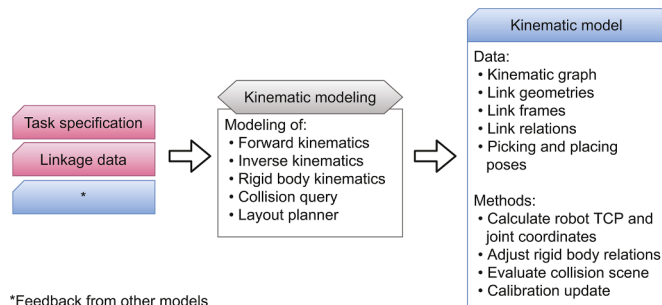 Task specification
Linkage data
*
*Feedback from other models
Kinematic modeling
Modeling of:
• Forward kinematics
• Inverse kinematics
• Rigid body kinematics
• Collision query
• Layout planner
Kinematic model
Data:
• Kinematic graph
• Link geometries
• Link frames
• Link relations
• Picking and placing
poses
Methods:
• Calculate robot TCP and
joint coordinates
• Adjust rigid body relations
• Evaluate collision scene
• Calibration update